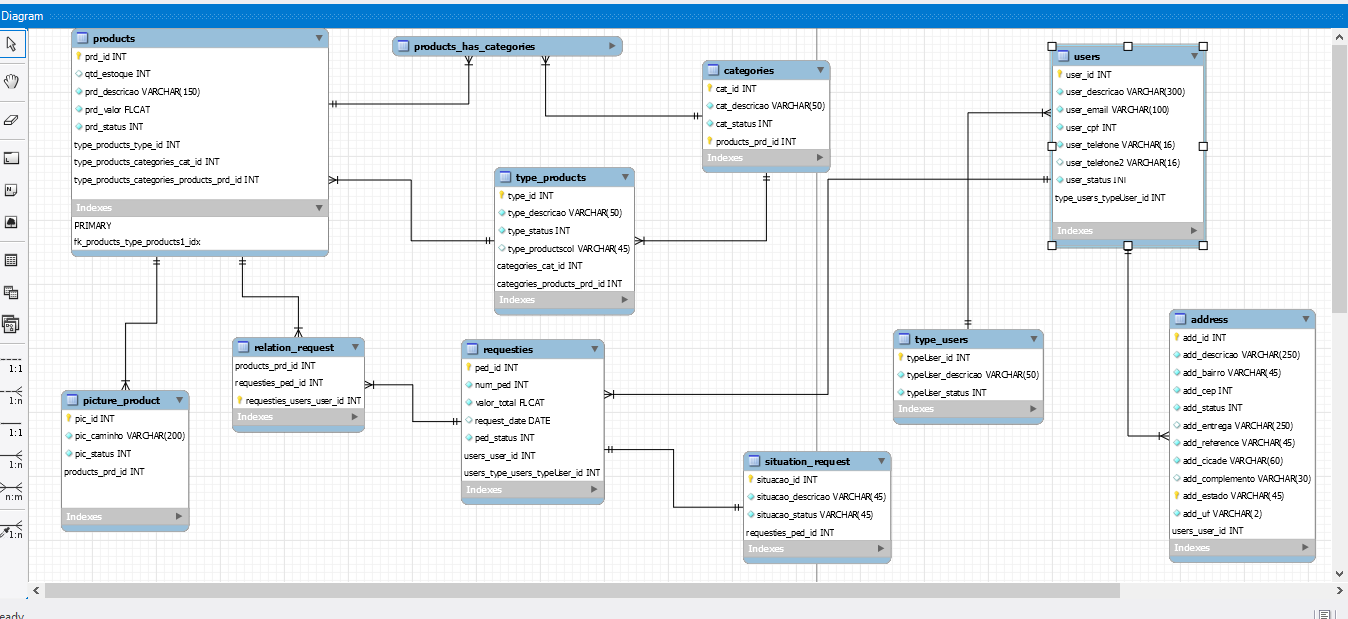 Diagram
products
prd_id INT
qtd_estoque INT
prd_descricao VARCHAR(150)
prd_valor FLCAT
prd_status INT
type_products_type_id INT
type_products_categories_cat_id INT
type_products_categories_products_prd_id INT
Indexes
PRIMARY
fk_products_type_products1_idx
products_has_categories
categories
cat_id INT
cat_descricao VARCHAR(50)
cat_status INT
products_prd_id INT
Indexes
users
user_id INT
user_descricao VARCHAR(300)
user_email VARCHAR(100)
user_cpf INT
user_telefone VARCHAR(16)
user_telefone2 VARCHAR(16)
user_status INT
type_users_typeUser_id INT
Indexes
type_products
type_id INT
type_descricao VARCHAR(50)
type_status INT
type_productscol VARCHAR(45)
categories_cat_id INT
categories_products_prd_id INT
Indexes
relation_request
products_prd_id INT
requesties_ped_id INT
requesties_users_user_id INT
Indexes
requesties
ped_id INT
num_ped INT
valor_total FLCAT
request_date DATE
ped_status INT
users_user_id INT
users_type_users_typeUser_id INT
Indexes
type_users
typeUser_id INT
typeUser_descricao VARCHAR(50)
typeUser_status INT
Indexes
address
add_id INT
add_descricao VARCHAR(250)
add_bairro VARCHAR(45)
add_cep INT
add_status INT
add_entrega VARCHAR(250)
add_reference VARCHAR(45)
add_cicade VARCHAR(60)
add_complemento VARCHAR(30)
add_estado VARCHAR(45)
add_uf VARCHAR(2)
users_user_id INT
Indexes
picture_product
pic_id INT
pic_caminho VARCHAR(200)
pic_status INT
products_prd_id INT
Indexes
situation_request
situacao_id INT
situacao_descricao VARCHAR(45)
situacao_status VARCHAR(45)
requesties_ped_id INT
Indexes
1:1
1:n
1:1
1:n
n:m
1:n
eady